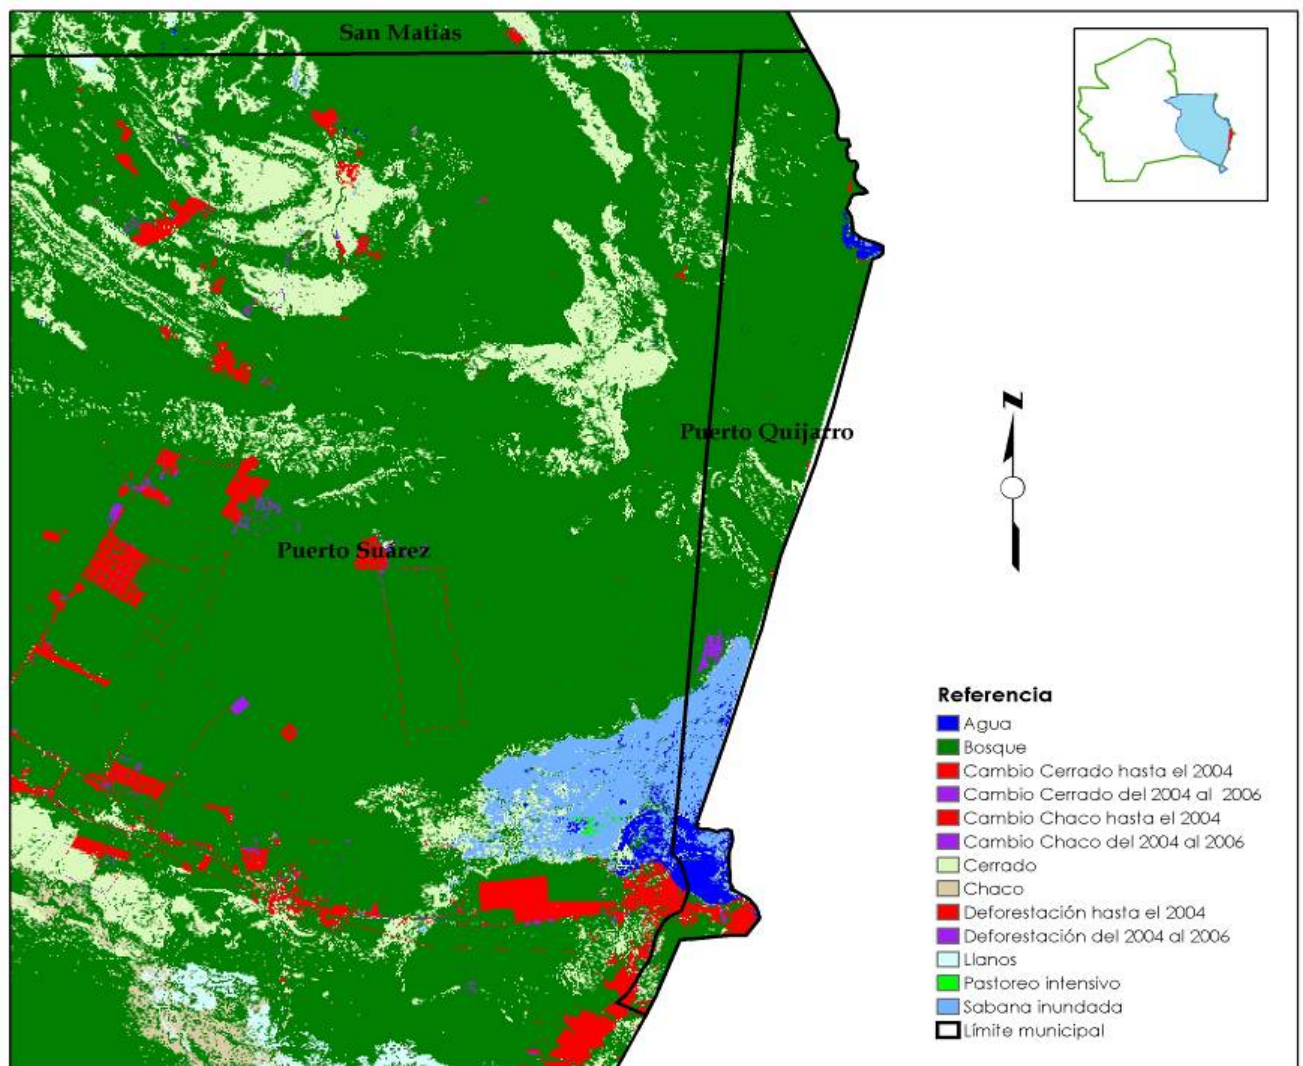 San Matías
Puerto Quijarro
N
Puerto Suárez
Referencia
Agua
Bosque
Cambio Cerrado hasta el 2004
Cambio Cerrado del 2004 al 2006
Cambio Chaco hasta el 2004
Cambio Chaco del 2004 al 2006
Cerrado
Chaco
Deforestación hasta el 2004
Deforestación del 2004 al 2006
Llanos
Pastoreo intensivo
Sabana inundada
Límite municipal